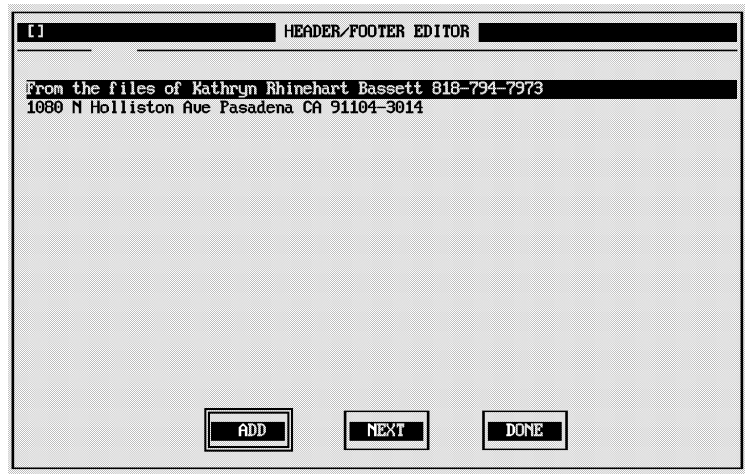 [] HEADER/FOOTER EDITOR
From the files of Kathryn Rhinehart Bassett 818-794-7973
1080 N Holliston Ave Pasadena CA 91104-3014
ADD NEXT DONE